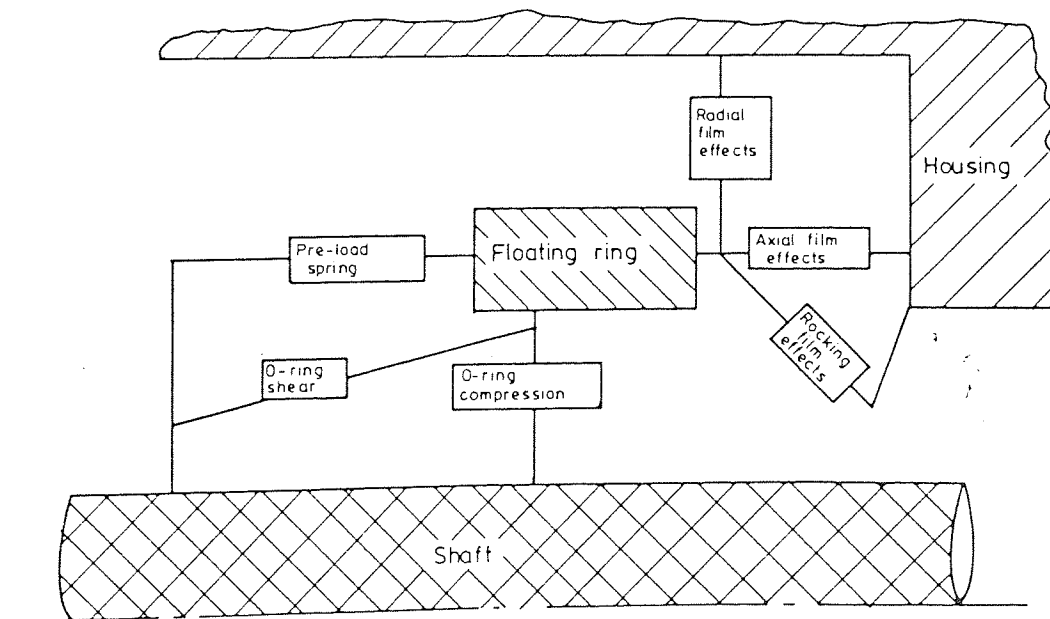 Radial
film
effects
Housing
Pre-load
spring
Floating ring
Axial film
effects
Rocking
film
effects
O-ring
shear
O-ring
compression
Shaft